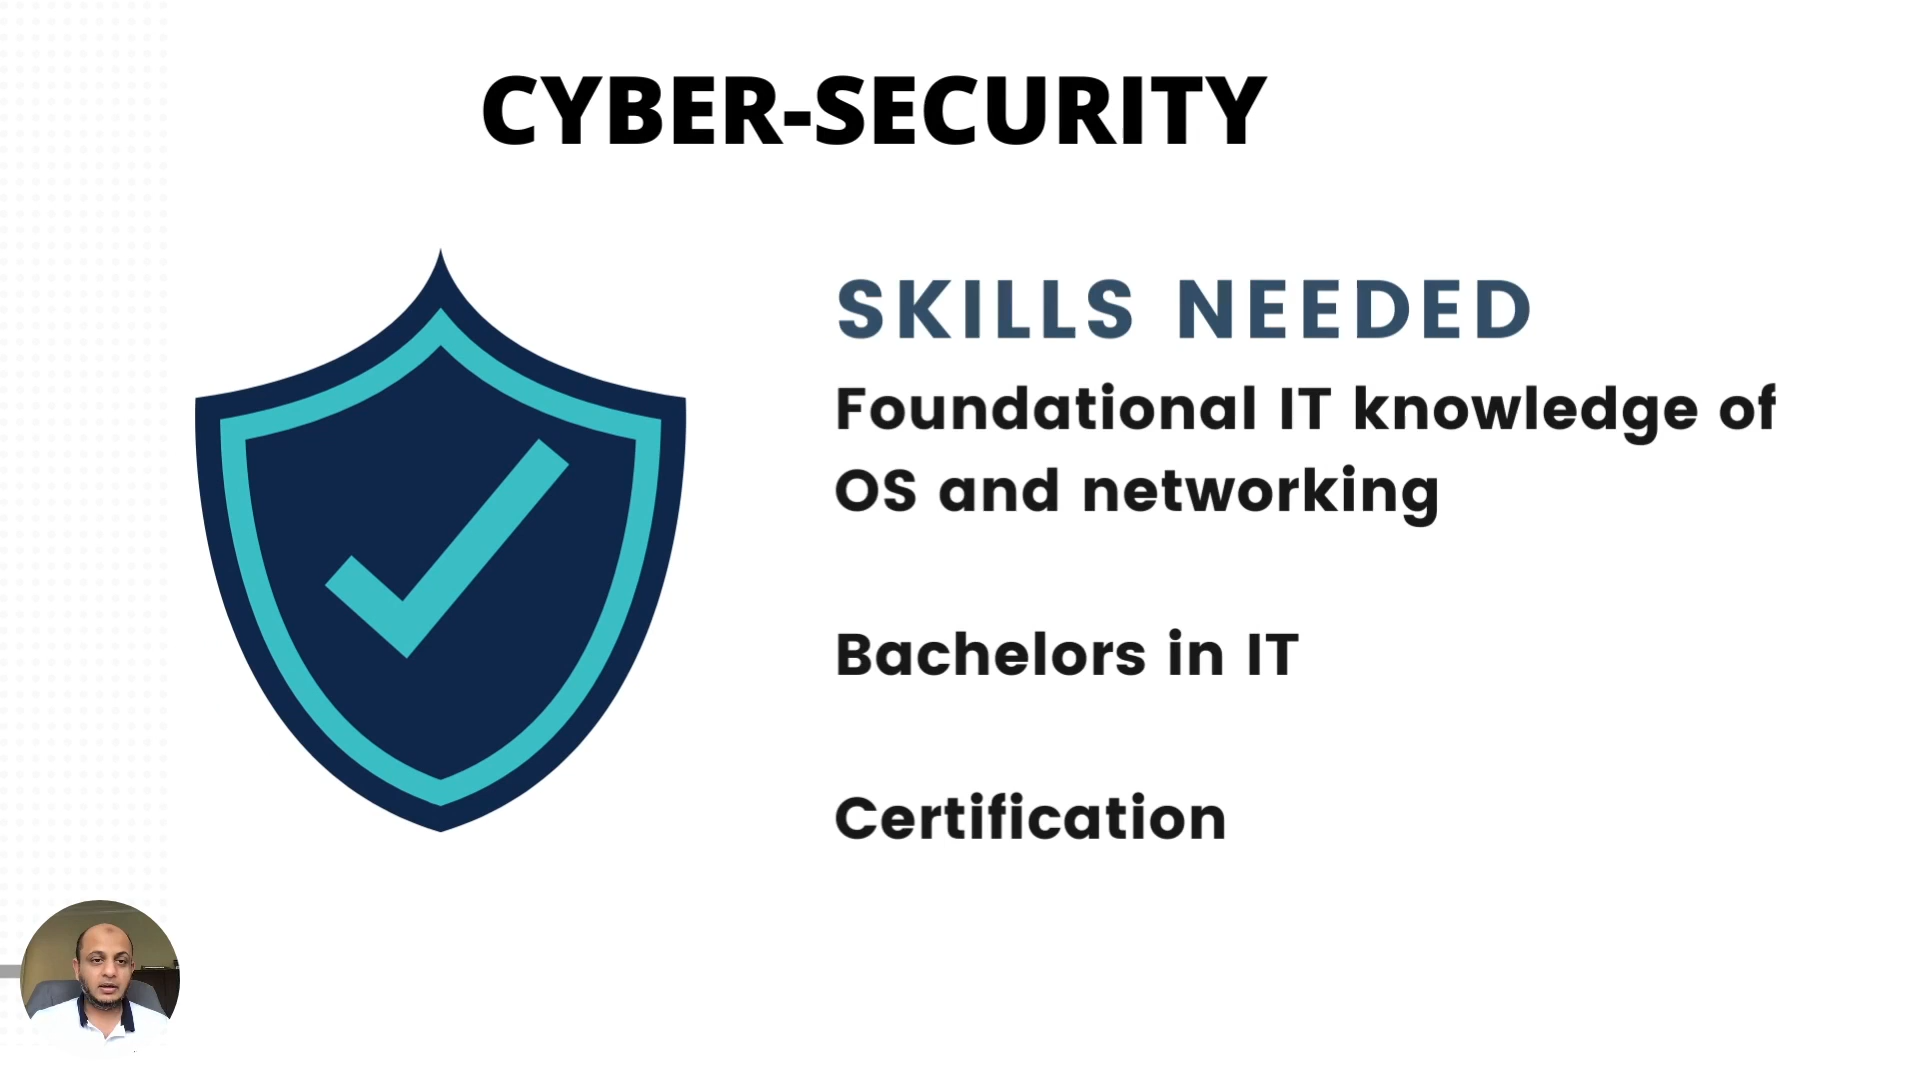 CYBER-SECURITY
SKILLS NEEDED
Foundational IT knowledge of
OS and networking
Bachelors in IT
Certification